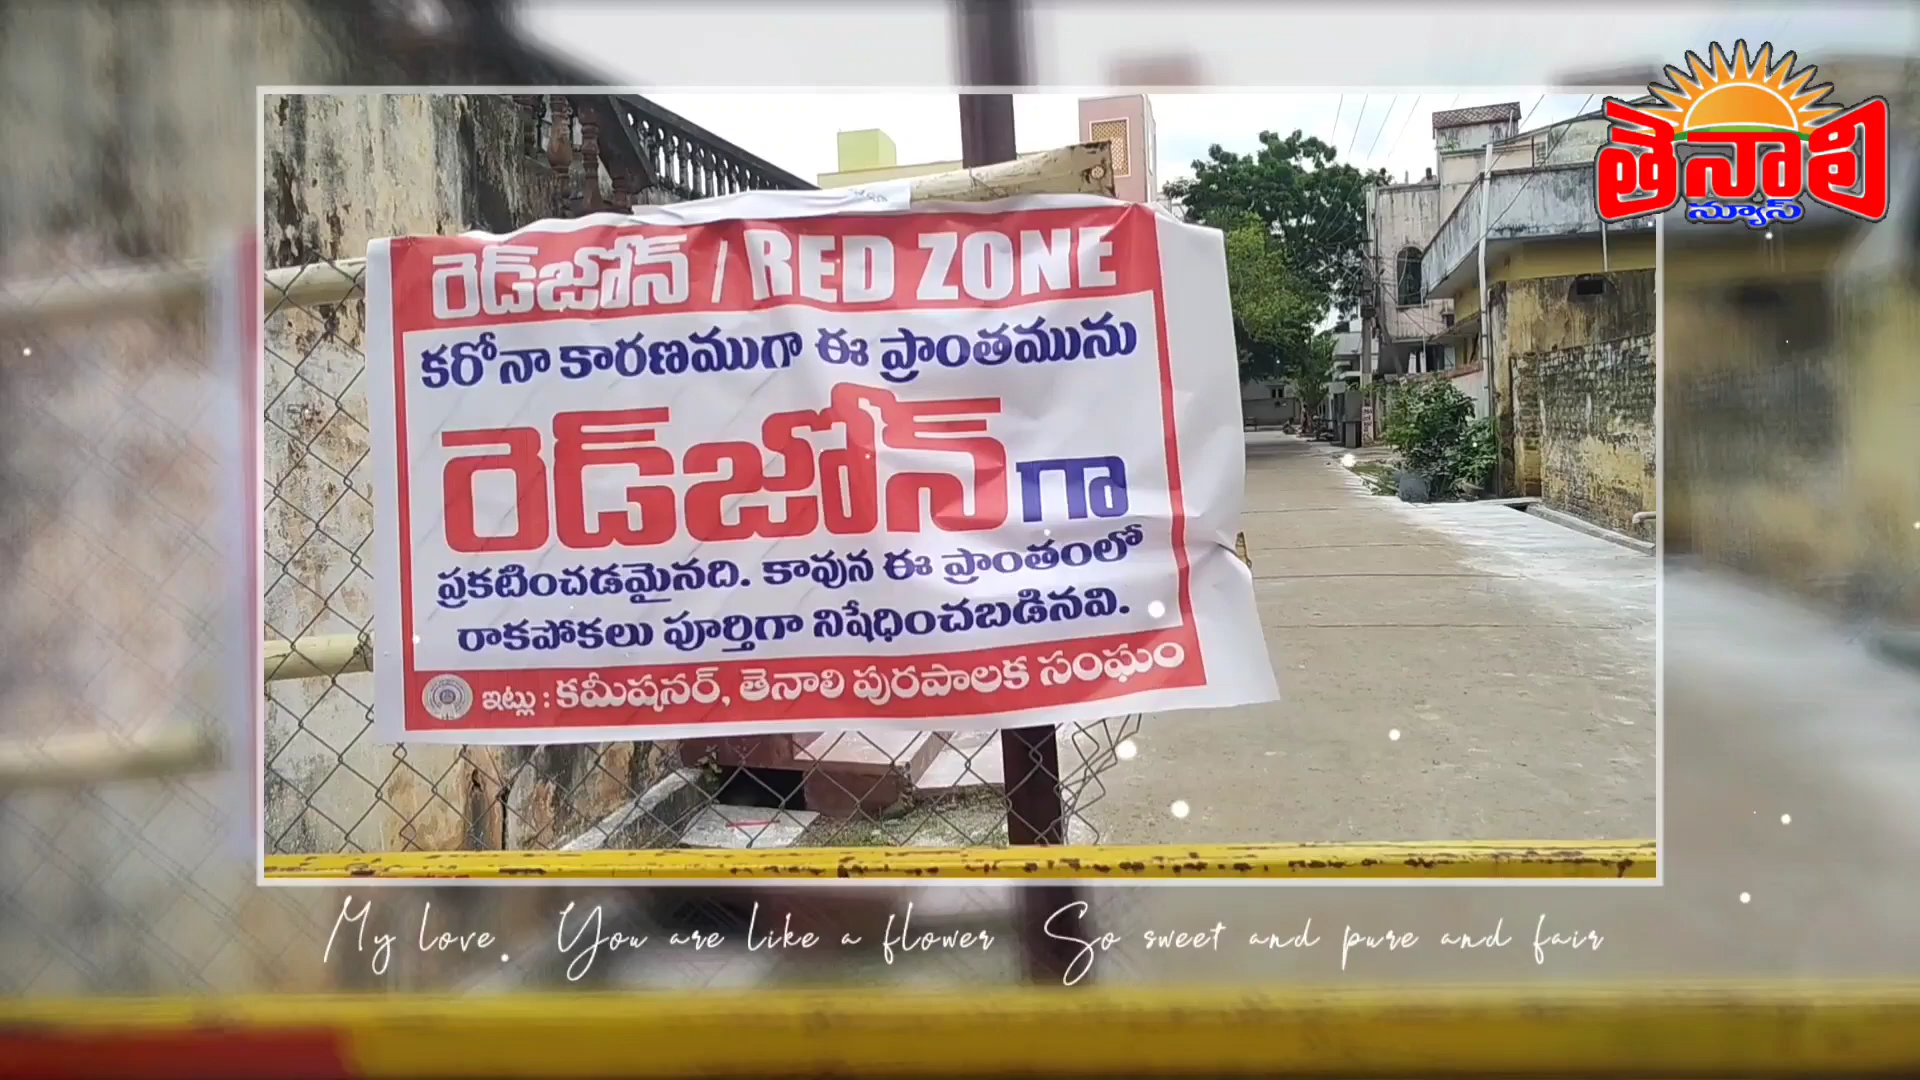 తెనాలి
న్యూస్
రెడ్‌జోన్ / RED ZONE
కరోనా కారణముగా ఈ ప్రాంతమును
రెడ్‌జోన్‌గా
ప్రకటించడమైనది. కావున ఈ ప్రాంతంలో
రాకపోకలు పూర్తిగా నిషేధించబడినవి.
ఇట్లు : కమీషనర్, తెనాలి పురపాలక సంఘం
My love. You are like a flower So sweet and pure and fair